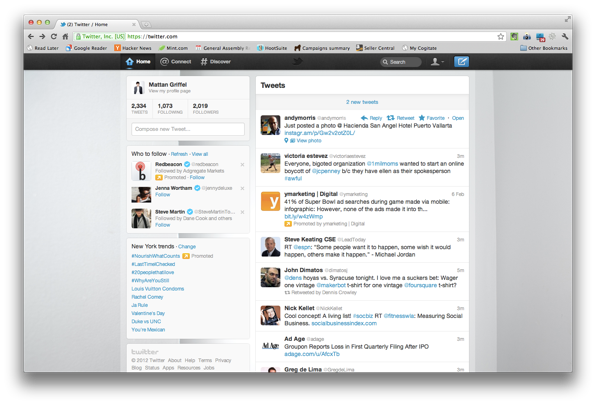 (2) Twitter / Home
Twitter, Inc. [US] https://twitter.com
Read Later
Google Reader
Hacker News
Mint.com
General Assembly
HootSuite
Campaigns summary
Seller Central
My Cogitate
Other Bookmarks
Home
@ Connect
# Discover
Search
Mattan Griffel
View my profile page
2,334
TWEETS
1,073
FOLLOWING
2,019
FOLLOWERS
Compose new Tweet...
Who to follow · Refresh · View all
Redbeacon @redbeacon
Followed by Adgregate Markets
Promoted · Follow
Jenna Wortham @jennydeluxe
Follow
Steve Martin @SteveMartinTo...
Followed by Dana Cook and others
Follow
New York trends · Change
#NourishWhatCounts Promoted
#LastTimeIChecked
#20peoplethatilove
#WhyAreYouStill
Louis Vuitton Condoms
Rachel Comey
Ja Rule
Valentine's Day
Duke vs UNC
You're Mexican
twitter
© 2012 Twitter About Help Terms Privacy
Blog Status Apps Resources Jobs
Tweets
2 new tweets
andymorris @andymorris
Reply Retweet Favorite · Open
Just posted a photo @ Hacienda San Angel Hotel Puerto Vallarta
View photo
victoria estevez @victoriaestevez
3m
Everyone, bigoted organization @1milmoms wanted to start an online
boycott of @jcpenney b/c they have ellen as their spokesperson
#awful
ymarketing | Digital @ymarketing
6 Feb
41% of Super Bowl ad searches during game made via mobile:
infographic: However, none of the ads made it into th...
bit.ly/w4zWmp
Promoted by ymarketing | Digital
Steve Keating CSE @LeadToday
3m
RT @espn: "Some people want it to happen, some wish it would
happen, others make it happen." - Michael Jordan
John Dimatos @dimatosj
3m
@dens hoyas vs. Syracuse tonight. I love me a suckers bet: Wager
one vintage @makerbot t-shirt for one vintage @foursquare t-shirt?
Retweeted by Dennis Crowley
Nick Kellet @NickKellet
3m
Cool concept! A living list! #socbiz RT @fitnesswla: Measuring Social
Business. socialbusinessindex.com
Ad Age @adage
3m
Groupon Reports Loss in First Quarterly Filing After IPO
adage.com/u/AfcxTb
Greg de Lima @GregdeLima
3m